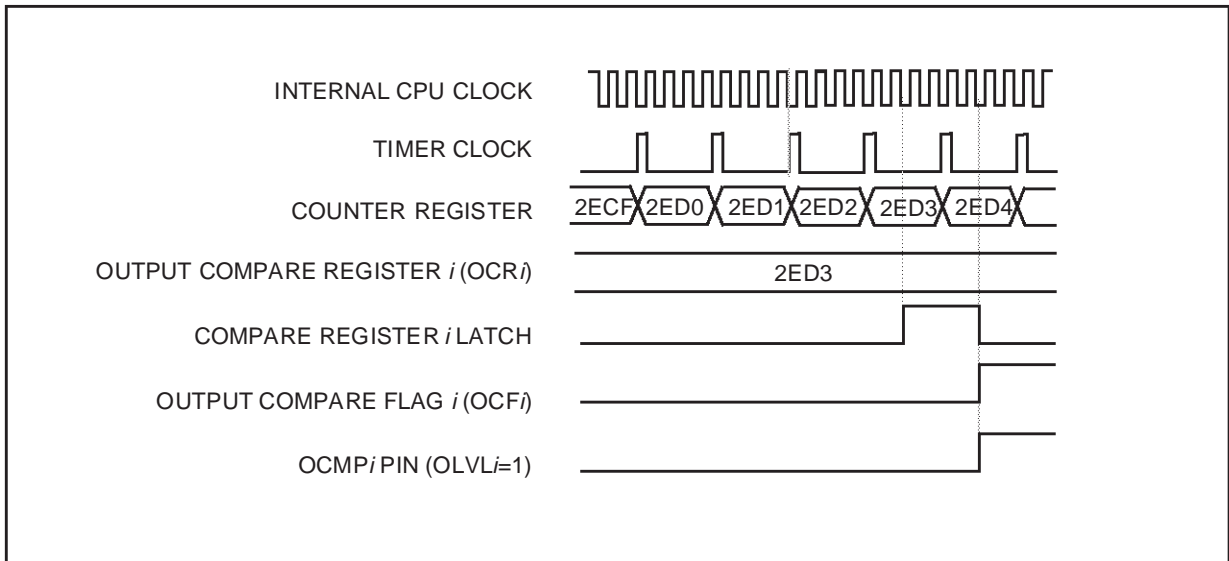 INTERNAL CPU CLOCK
TIMER CLOCK
COUNTER REGISTER 2ECF 2ED0 2ED1 2ED2 2ED3 2ED4
OUTPUT COMPARE REGISTER i (OCRi) 2ED3
COMPARE REGISTER i LATCH
OUTPUT COMPARE FLAG i (OCFi)
OCMPi PIN (OLVLi=1)